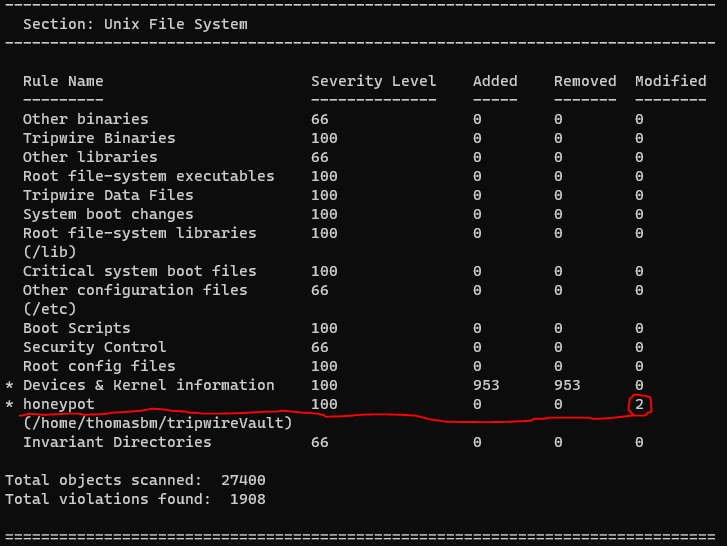 ===============================================================================
Section: Unix File System
-------------------------------------------------------------------------------
Rule Name Severity Level Added Removed Modified
--------- -------------- ----- ------- --------
Other binaries 66 0 0 0
Tripwire Binaries 100 0 0 0
Other libraries 66 0 0 0
Root file-system executables 100 0 0 0
Tripwire Data Files 100 0 0 0
System boot changes 100 0 0 0
Root file-system libraries 100 0 0 0
(/lib)
Critical system boot files 100 0 0 0
Other configuration files 66 0 0 0
(/etc)
Boot Scripts 100 0 0 0
Security Control 66 0 0 0
Root config files 100 0 0 0
* Devices & Kernel information 100 953 953 0
* honeypot 100 0 0 2
(/home/thomasbm/tripwireVault)
Invariant Directories 66 0 0 0
Total objects scanned: 27400
Total violations found: 1908
===============================================================================